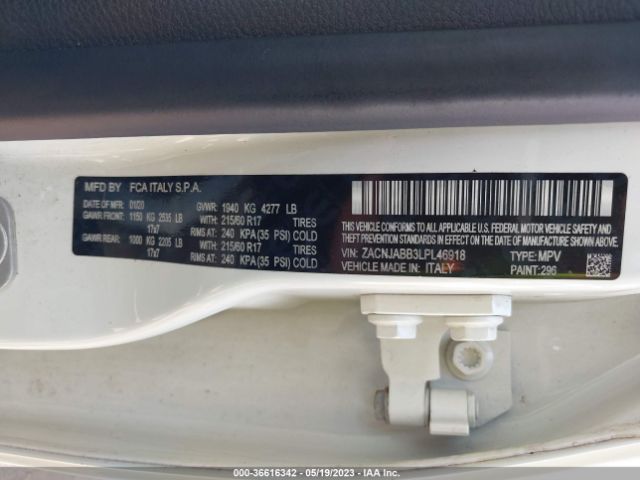 MFD BY FCA ITALY S.P.A.
DATE OF MFR: 01/20 GVWR: 1940 KG 4277 LB
GAWR FRONT: 1150 KG 2535 LB WITH: 215/60 R17 TIRES
17x7 RIMS AT: 240 KPA(35 PSI) COLD
GAWR REAR: 1000 KG 2205 LB WITH: 215/60 R17 TIRES
17x7 RIMS AT: 240 KPA(35 PSI) COLD
THIS VEHICLE CONFORMS TO ALL APPLICABLE U.S. FEDERAL MOTOR VEHICLE SAFETY
AND THEFT PREVENTION STANDARDS IN EFFECT ON THE DATE OF MANUFACTURE SHOWN ABOVE.
VIN: ZACNJABB3LPL46918 TYPE: MPV
VEHICLE MADE IN: ITALY PAINT: 296
000-36616342 - 05/19/2023 - IAA Inc.